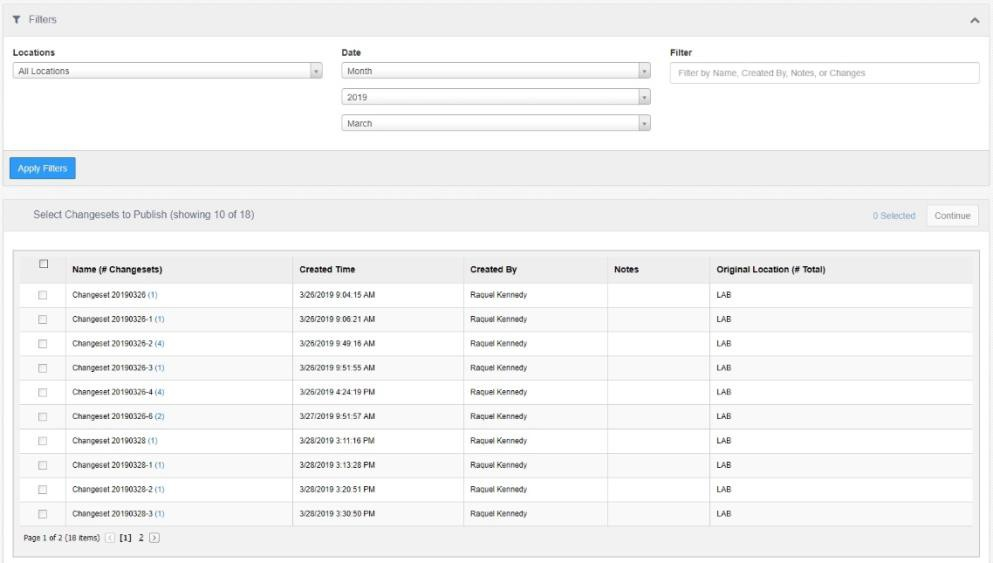 Filters
Locations Date Filter
All Locations Month Filter by Name, Created By, Notes, or Changes
2019
March
Apply Filters
Select Changesets to Publish (showing 10 of 18) 0 Selected Continue
Name (# Changesets) Created Time Created By Notes Original Location (# Total)
Changeset 20190326 (1) 3/26/2019 9:04:15 AM Raquel Kennedy LAB
Changeset 20190326-1 (1) 3/26/2019 9:06:21 AM Raquel Kennedy LAB
Changeset 20190326-2 (4) 3/26/2019 9:49:16 AM Raquel Kennedy LAB
Changeset 20190326-3 (1) 3/26/2019 9:51:55 AM Raquel Kennedy LAB
Changeset 20190326-4 (4) 3/26/2019 4:24:19 PM Raquel Kennedy LAB
Changeset 20190326-6 (2) 3/27/2019 9:51:57 AM Raquel Kennedy LAB
Changeset 20190328 (1) 3/28/2019 3:11:16 PM Raquel Kennedy LAB
Changeset 20190328-1 (1) 3/28/2019 3:13:28 PM Raquel Kennedy LAB
Changeset 20190328-2 (1) 3/28/2019 3:20:51 PM Raquel Kennedy LAB
Changeset 20190328-3 (1) 3/28/2019 3:30:50 PM Raquel Kennedy LAB
Page 1 of 2 (18 items) < [1] 2 >